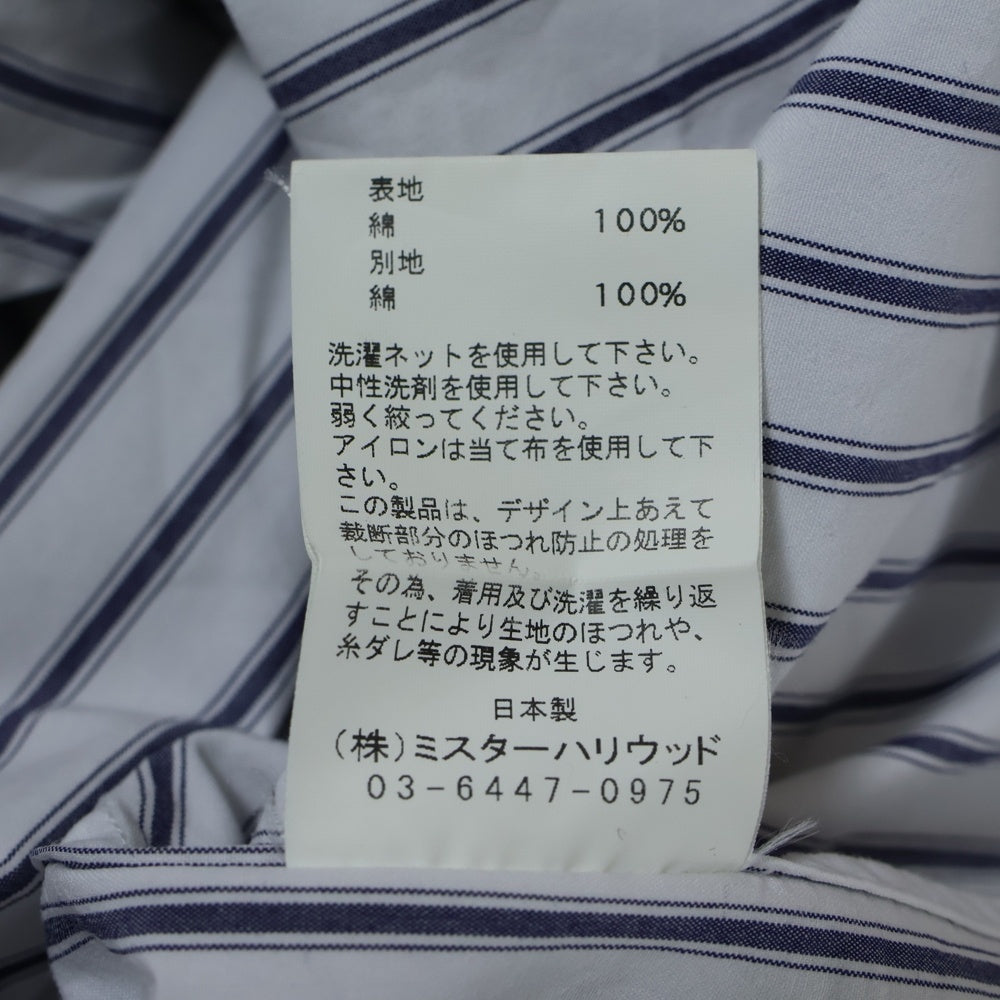 表地
綿 100%
別地
綿 100%
洗濯ネットを使用して下さい。
中性洗剤を使用して下さい。
弱く絞ってください。
アイロンは当て布を使用して下
さい。
この製品は、デザイン上あえて
裁断部分のほつれ防止の処理を
しておりません。
その為、着用及び洗濯を繰り返
すことにより生地のほつれや、
糸ダレ等の現象が生じます。
日本製
(株)ミスターハリウッド
03-6447-0975